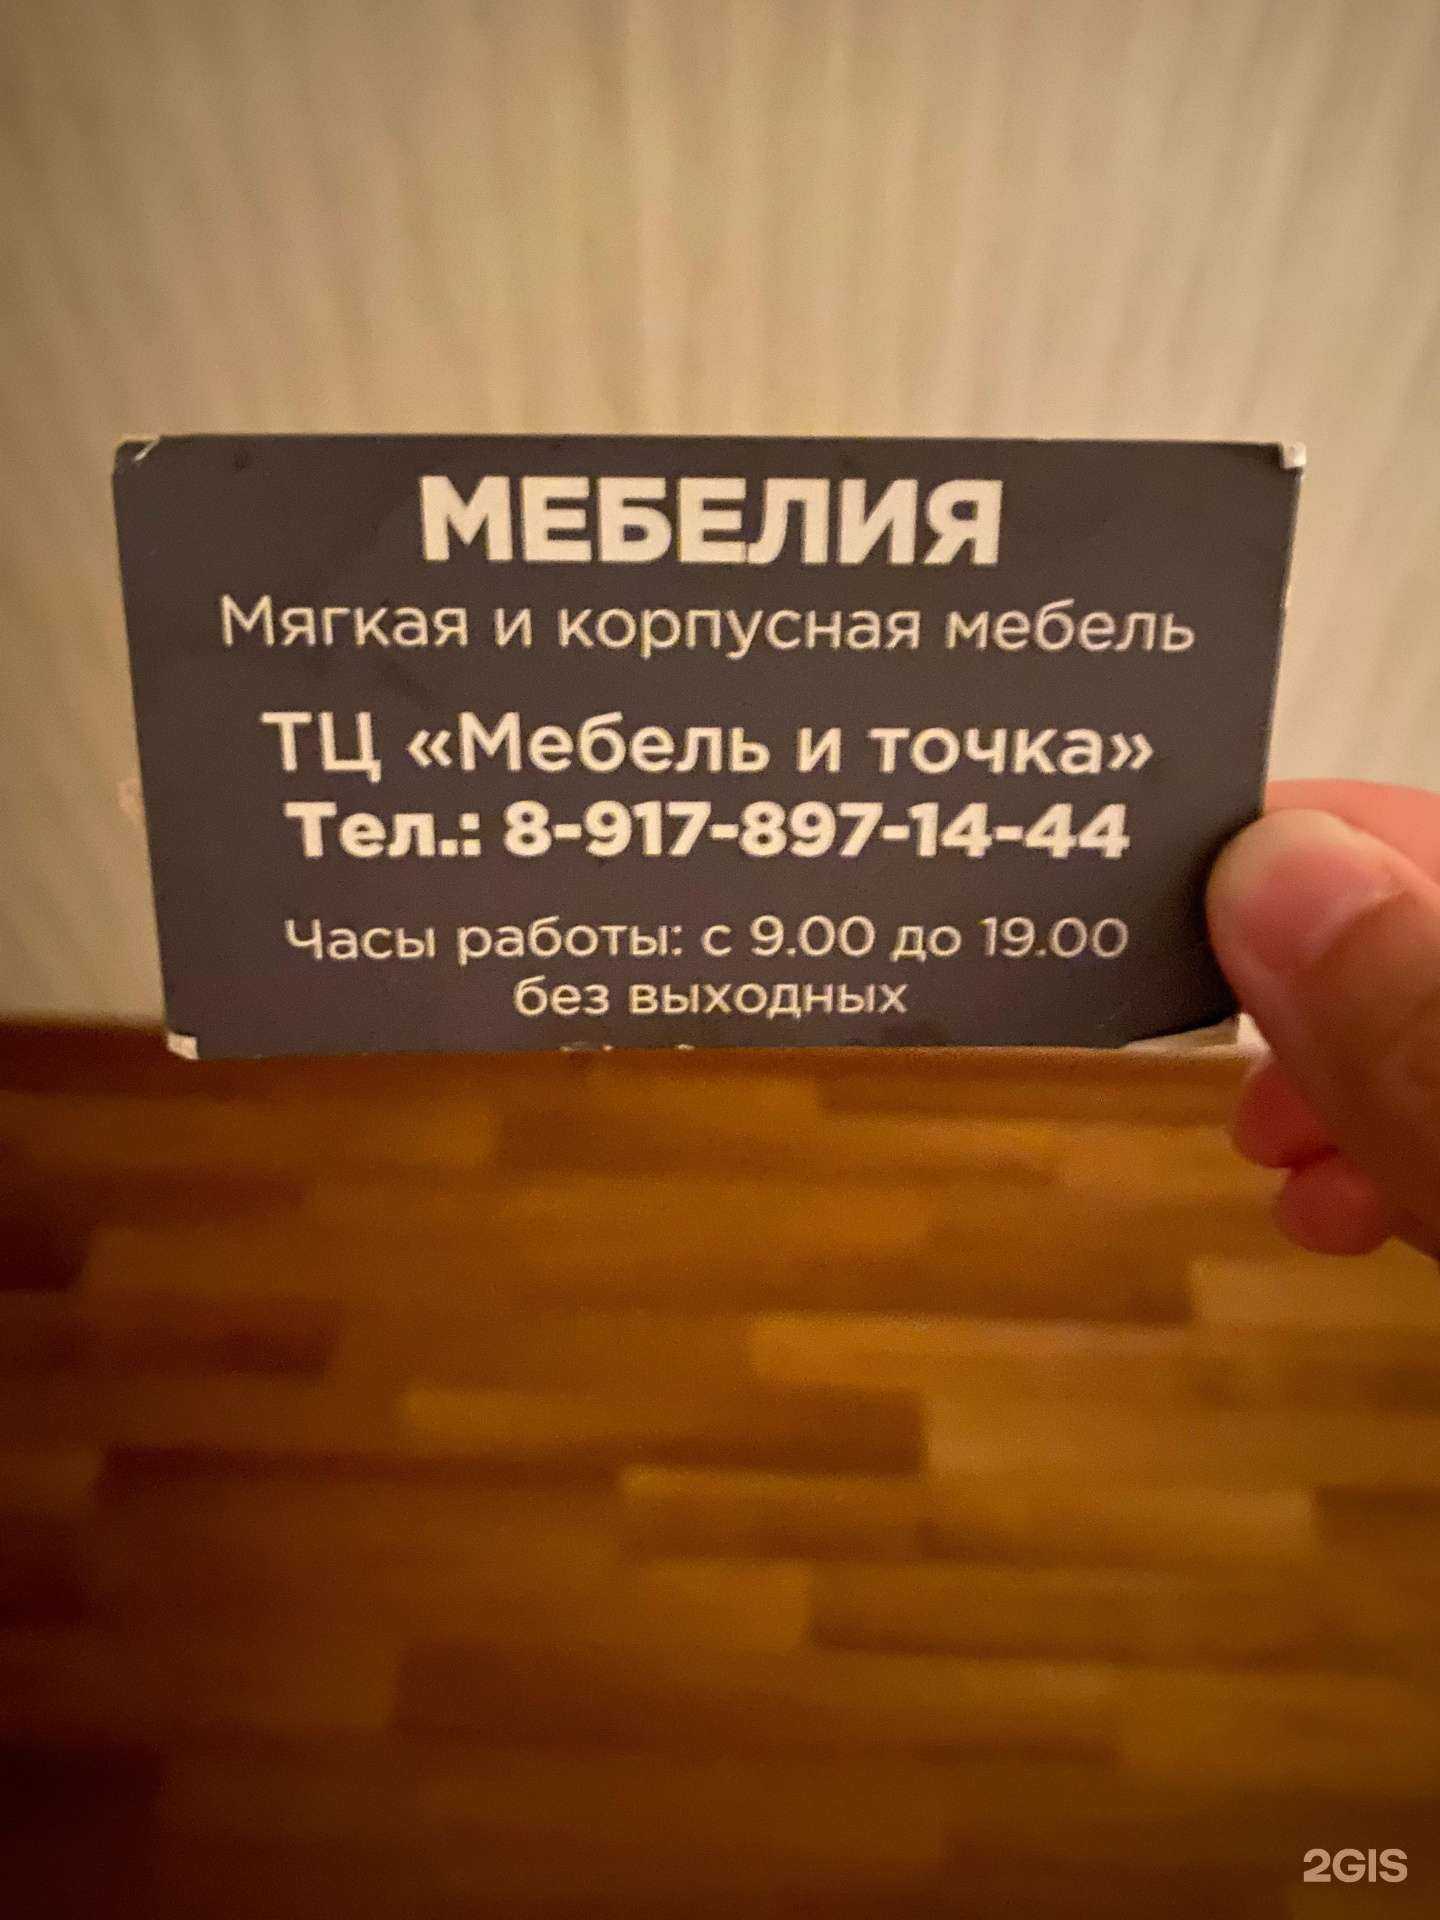 МЕБЕЛИЯ
Мягкая и корпусная мебель
ТЦ «Мебель и точка»
Тел.: 8-917-897-14-44
Часы работы: с 9.00 до 19.00
без выходных
2GIS